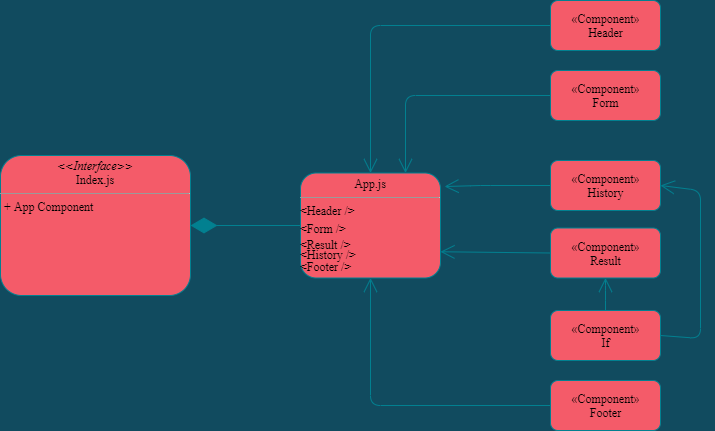 <<Interface>>
Index.js
+ App Component
App.js
<Header />
<Form />
<Result />
<History />
<Footer />
«Component»
Header
«Component»
Form
«Component»
History
«Component»
Result
«Component»
If
«Component»
Footer